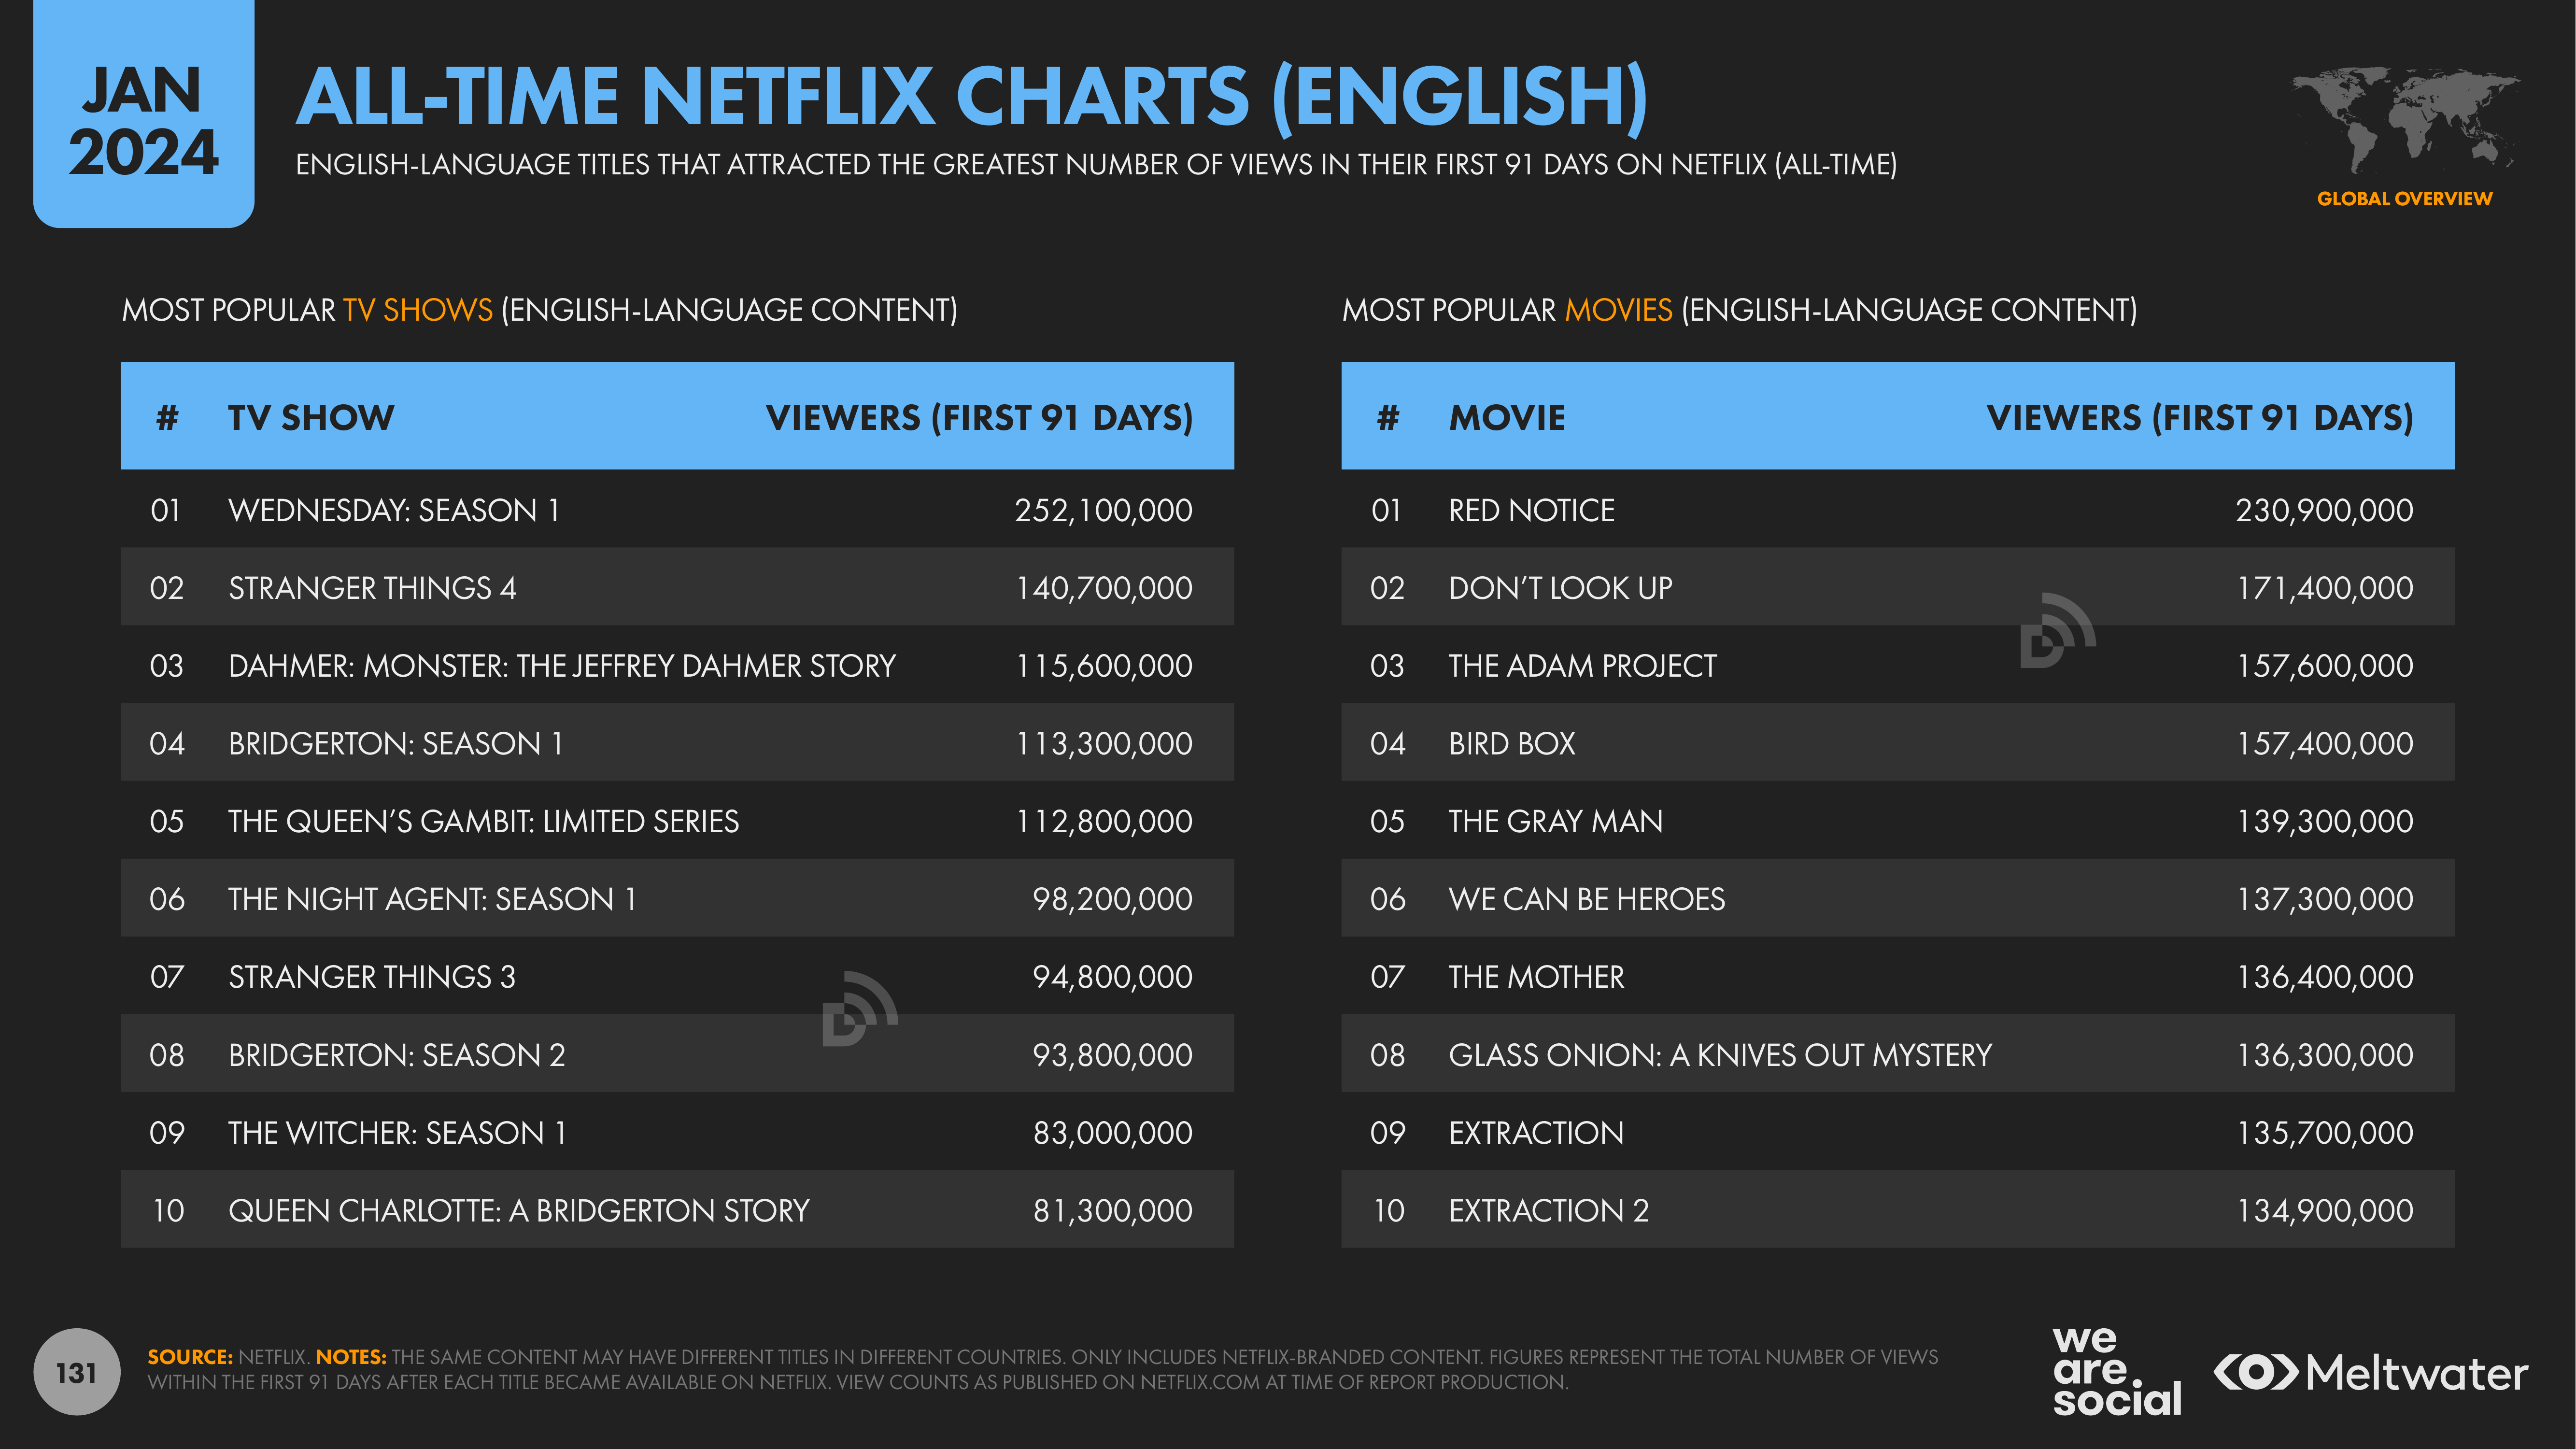 JAN
2024
ALL-TIME NETFLIX CHARTS (ENGLISH)
ENGLISH-LANGUAGE TITLES THAT ATTRACTED THE GREATEST NUMBER OF VIEWS IN THEIR FIRST 91 DAYS ON NETFLIX (ALL-TIME)
GLOBAL OVERVIEW
MOST POPULAR TV SHOWS (ENGLISH-LANGUAGE CONTENT)
# TV SHOW VIEWERS (FIRST 91 DAYS)
01 WEDNESDAY: SEASON 1 252,100,000
02 STRANGER THINGS 4 140,700,000
03 DAHMER: MONSTER: THE JEFFREY DAHMER STORY 115,600,000
04 BRIDGERTON: SEASON 1 113,300,000
05 THE QUEEN’S GAMBIT: LIMITED SERIES 112,800,000
06 THE NIGHT AGENT: SEASON 1 98,200,000
07 STRANGER THINGS 3 94,800,000
08 BRIDGERTON: SEASON 2 93,800,000
09 THE WITCHER: SEASON 1 83,000,000
10 QUEEN CHARLOTTE: A BRIDGERTON STORY 81,300,000
MOST POPULAR MOVIES (ENGLISH-LANGUAGE CONTENT)
# MOVIE VIEWERS (FIRST 91 DAYS)
01 RED NOTICE 230,900,000
02 DON’T LOOK UP 171,400,000
03 THE ADAM PROJECT 157,600,000
04 BIRD BOX 157,400,000
05 THE GRAY MAN 139,300,000
06 WE CAN BE HEROES 137,300,000
07 THE MOTHER 136,400,000
08 GLASS ONION: A KNIVES OUT MYSTERY 136,300,000
09 EXTRACTION 135,700,000
10 EXTRACTION 2 134,900,000
131
SOURCE: NETFLIX. NOTES: THE SAME CONTENT MAY HAVE DIFFERENT TITLES IN DIFFERENT COUNTRIES. ONLY INCLUDES NETFLIX-BRANDED CONTENT. FIGURES REPRESENT THE TOTAL NUMBER OF VIEWS
WITHIN THE FIRST 91 DAYS AFTER EACH TITLE BECAME AVAILABLE ON NETFLIX. VIEW COUNTS AS PUBLISHED ON NETFLIX.COM AT TIME OF REPORT PRODUCTION.
we
are
social
Meltwater